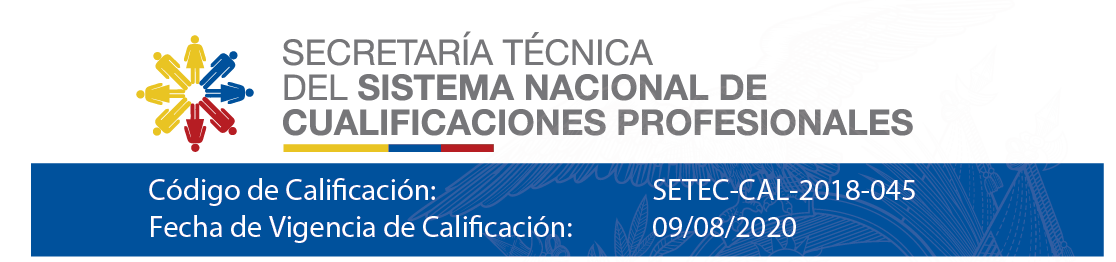 SECRETARÍA TÉCNICA
DEL SISTEMA NACIONAL DE
CUALIFICACIONES PROFESIONALES
Código de Calificación: SETEC-CAL-2018-045
Fecha de Vigencia de Calificación: 09/08/2020